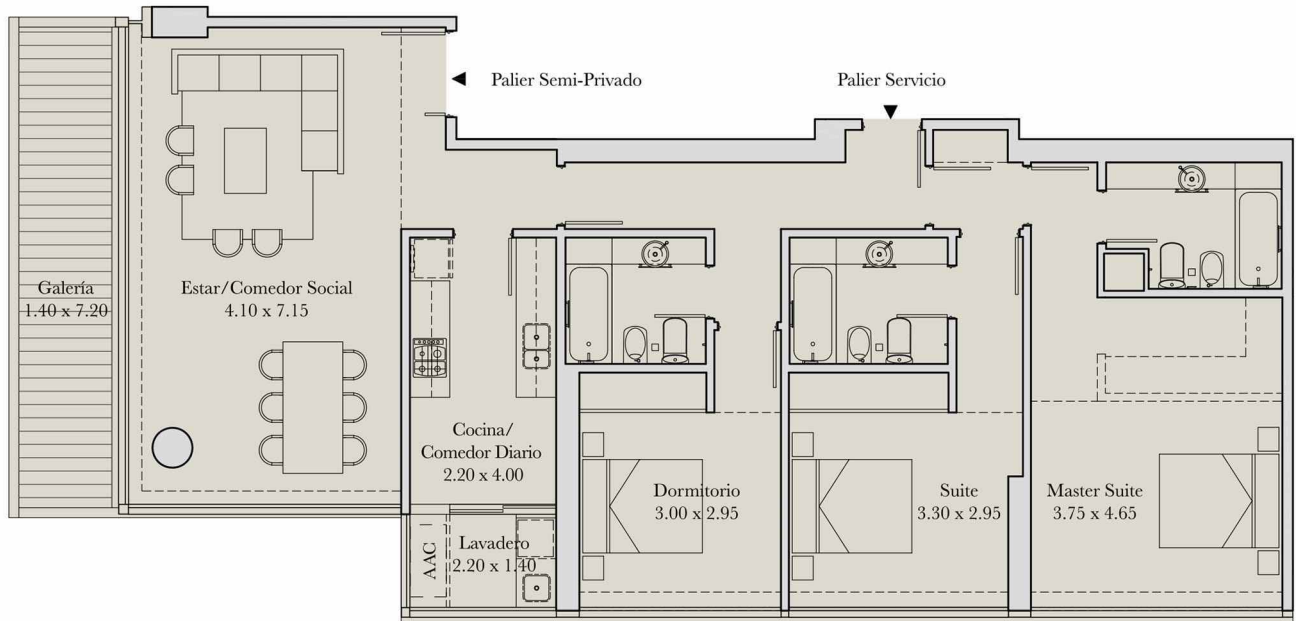 Palier Semi-Privado
Palier Servicio
Galería
1.40 x 7.20
Estar/Comedor Social
4.10 x 7.15
Cocina/
Comedor Diario
2.20 x 4.00
Dormitorio
3.00 x 2.95
Suite
3.30 x 2.95
Master Suite
3.75 x 4.65
AAC
Lavadero
2.20 x 1.40